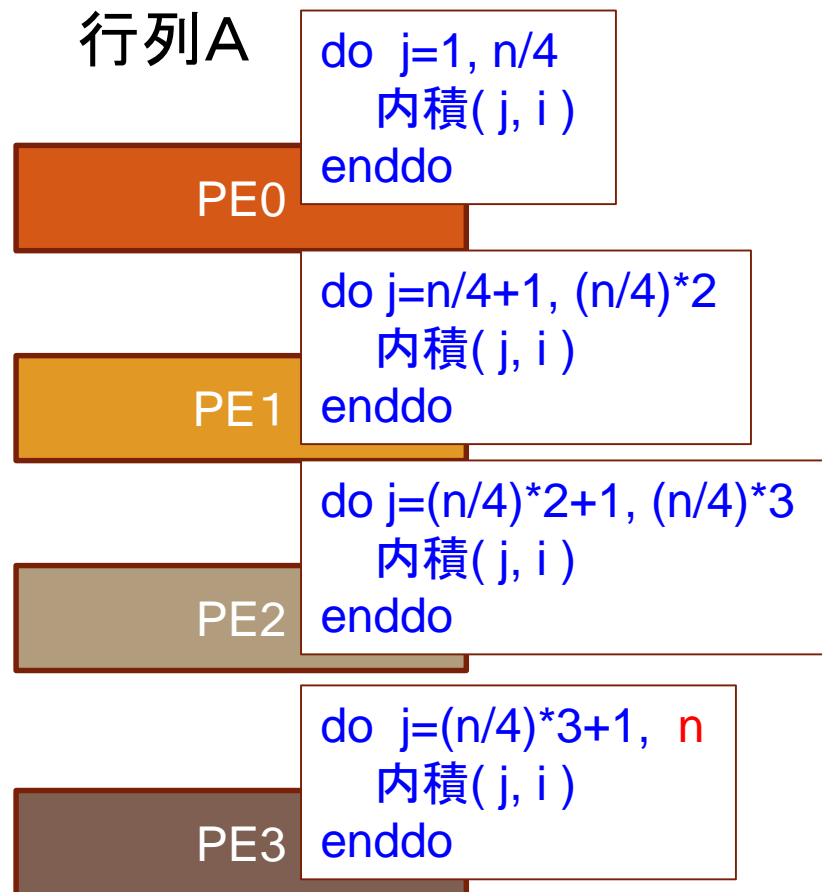 行列A
do j=1, n/4
内積( j, i )
enddo
PE0
do j=n/4+1, (n/4)*2
内積( j, i )
enddo
PE１
do j=(n/4)*2+1, (n/4)*3
内積( j, i )
enddo
PE2
do j=(n/4)*3+1, n
内積( j, i )
enddo
PE3